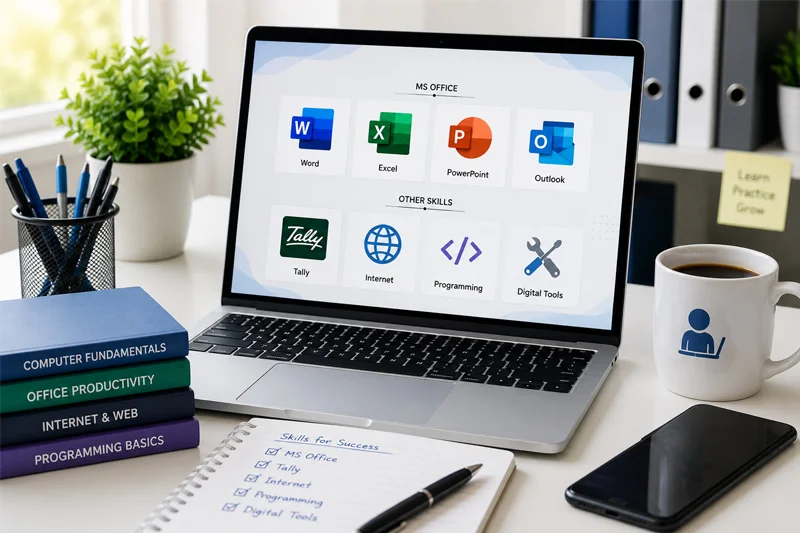 MS OFFICE
W
Word
X
Excel
P
PowerPoint
O
Outlook
OTHER SKILLS
Tally
Tally
Internet
</>
Programming
Digital Tools
Learn
Practice
Grow
COMPUTER FUNDAMENTALS
OFFICE PRODUCTIVITY
INTERNET & WEB
PROGRAMMING BASICS
Skills for Success
MS Office
Tally
Internet
Programming
Digital Tools